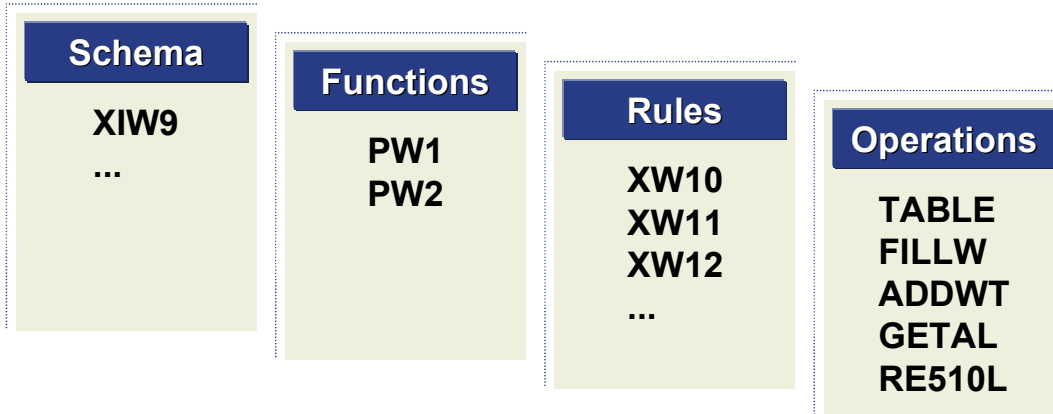 Schema
XIW9
...
Functions
PW1
PW2
Rules
XW10
XW11
XW12
...
Operations
TABLE
FILLW
ADDWT
GETAL
RE510L